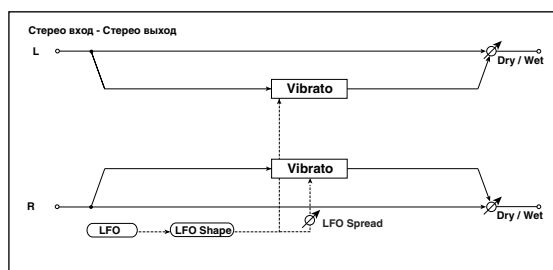 Стерео вход - Стерео выход
L
Dry / Wet
Vibrato
Vibrato
R
LFO
LFO Shape
LFO Spread
Dry / Wet